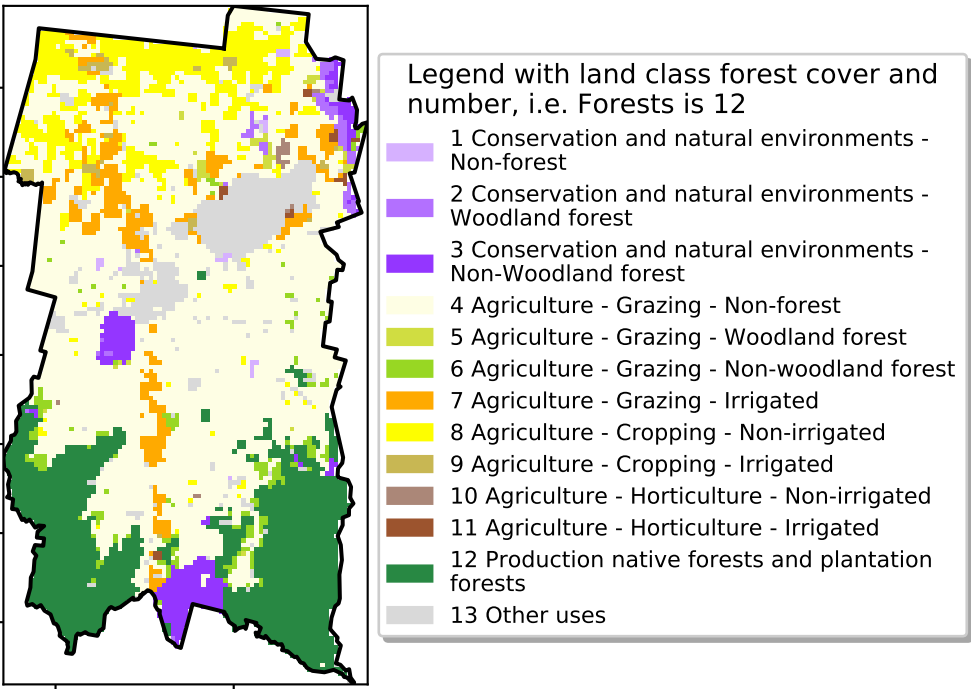 Legend with land class forest cover and
number, i.e. Forests is 12
1 Conservation and natural environments -
Non-forest
2 Conservation and natural environments -
Woodland forest
3 Conservation and natural environments -
Non-Woodland forest
4 Agriculture - Grazing - Non-forest
5 Agriculture - Grazing - Woodland forest
6 Agriculture - Grazing - Non-woodland forest
7 Agriculture - Grazing - Irrigated
8 Agriculture - Cropping - Non-irrigated
9 Agriculture - Cropping - Irrigated
10 Agriculture - Horticulture - Non-irrigated
11 Agriculture - Horticulture - Irrigated
12 Production native forests and plantation
forests
13 Other uses